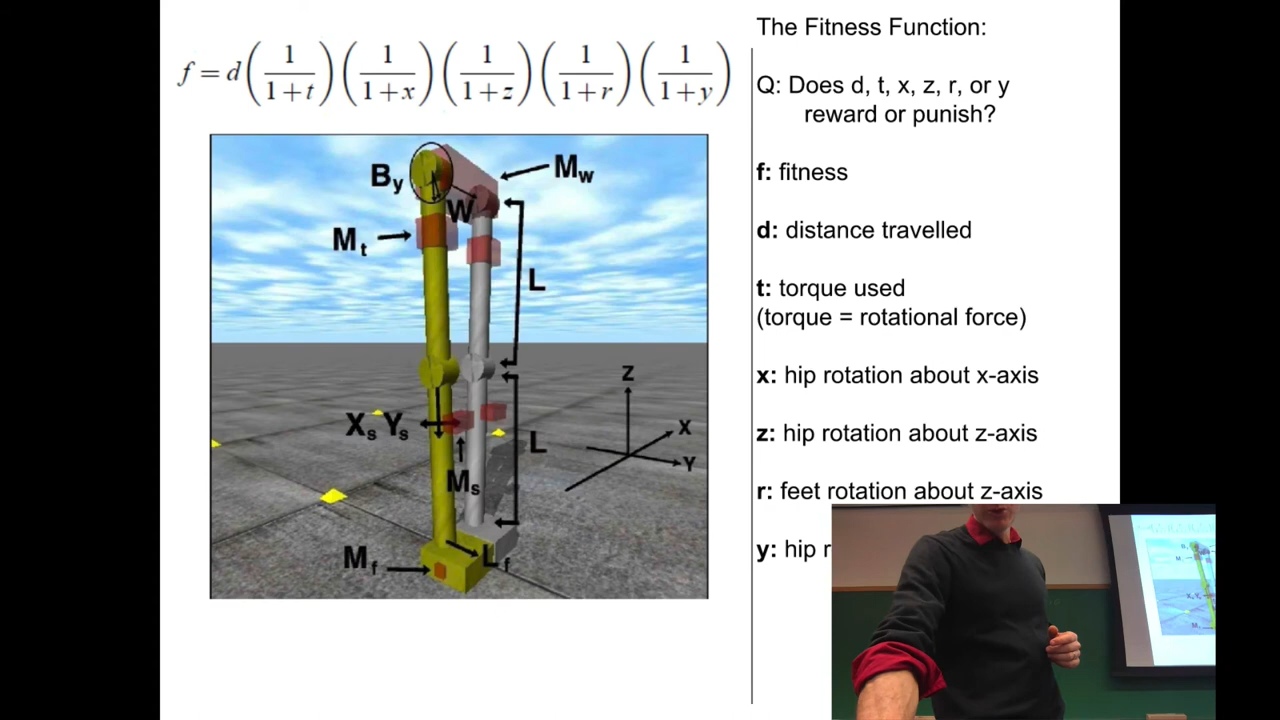 f = d(1/1+t)(1/1+x)(1/1+z)(1/1+r)(1/1+y)
The Fitness Function:
Q: Does d, t, x, z, r, or y
reward or punish?
f: fitness
d: distance travelled
t: torque used
(torque = rotational force)
x: hip rotation about x-axis
z: hip rotation about z-axis
r: feet rotation about z-axis
y: hip
By
Mw
W
Mt
L
Z
X
Y
Xs Ys
L
Ms
Mf
Lf